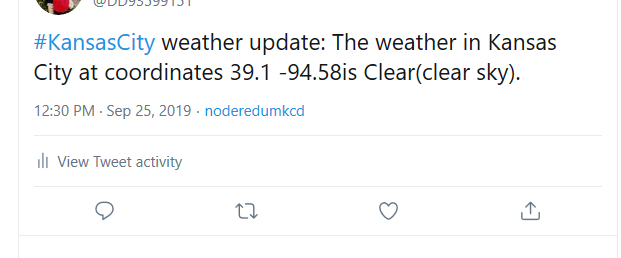 @DD93599151
#KansasCity weather update: The weather in Kansas
City at coordinates 39.1 -94.58is Clear(clear sky).
12:30 PM · Sep 25, 2019 · noderedumkcd
View Tweet activity